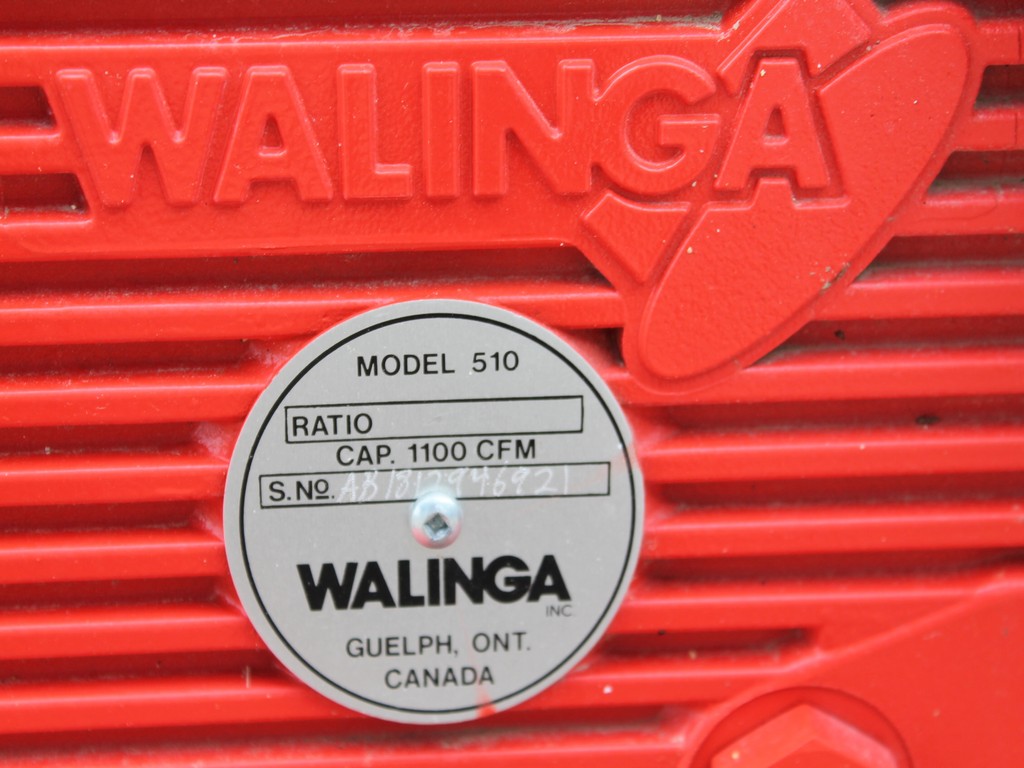 WALINGA
MODEL 510
RATIO
CAP. 1100 CFM
S.No.
WALINGA
INC.
GUELPH, ONT.
CANADA